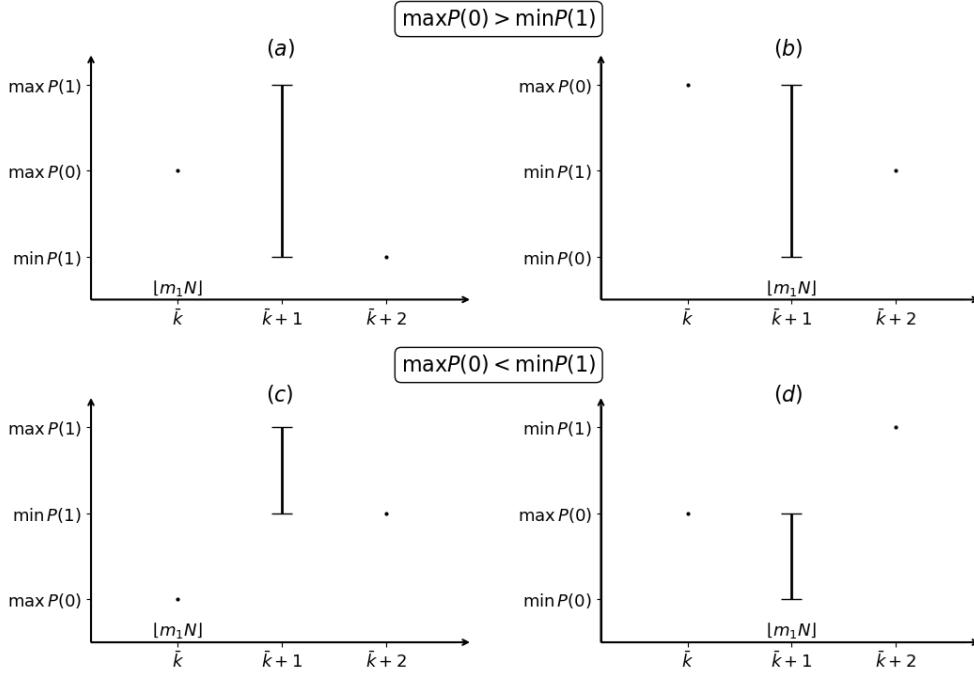 maxP(0) > minP(1)
(a)
max P(1)
max P(0)
min P(1)
⌊m₁N⌋
k̄
k̄ + 1
k̄ + 2
(b)
max P(0)
min P(1)
min P(0)
⌊m₁N⌋
k̄
k̄ + 1
k̄ + 2
maxP(0) < minP(1)
(c)
max P(1)
min P(1)
max P(0)
⌊m₁N⌋
k̄
k̄ + 1
k̄ + 2
(d)
min P(1)
max P(0)
min P(0)
⌊m₁N⌋
k̄
k̄ + 1
k̄ + 2